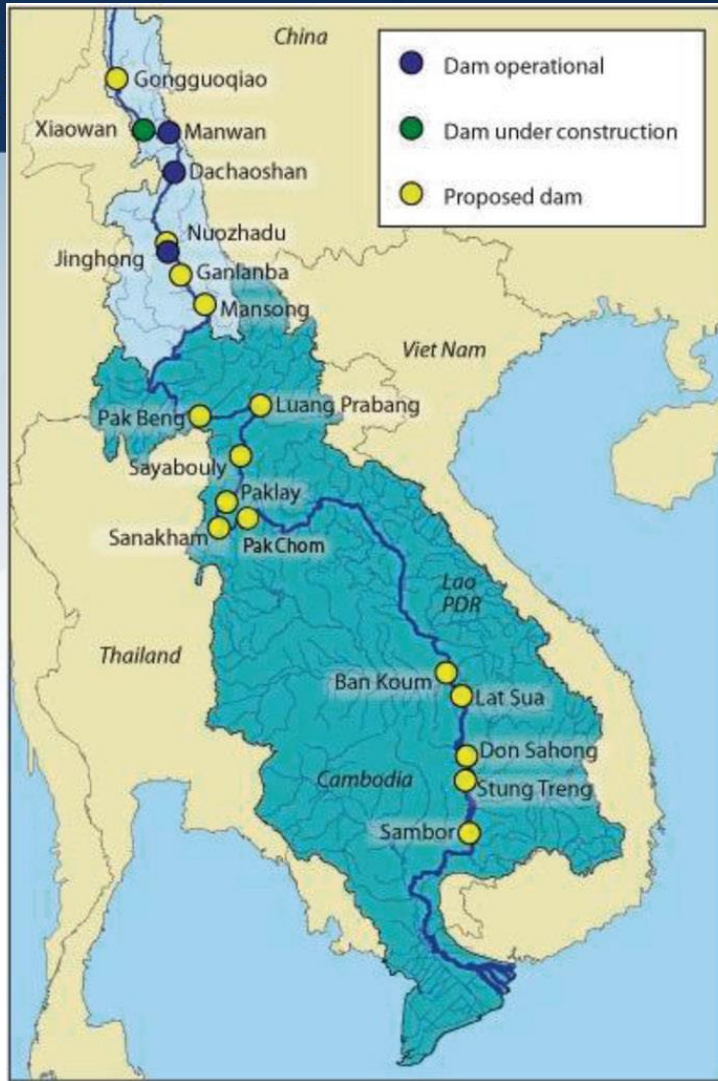 China
Dam operational
Dam under construction
Proposed dam
Gongguoqiao
Xiaowan
Manwan
Dachaoshan
Nuozhadu
Jinghong
Ganlanba
Mansong
Viet Nam
Luang Prabang
Pak Beng
Sayabouly
Paklay
Sanakham
Pak Chom
Lao
PDR
Thailand
Ban Koum
Lat Sua
Don Sahong
Cambodia
Stung Treng
Sambor